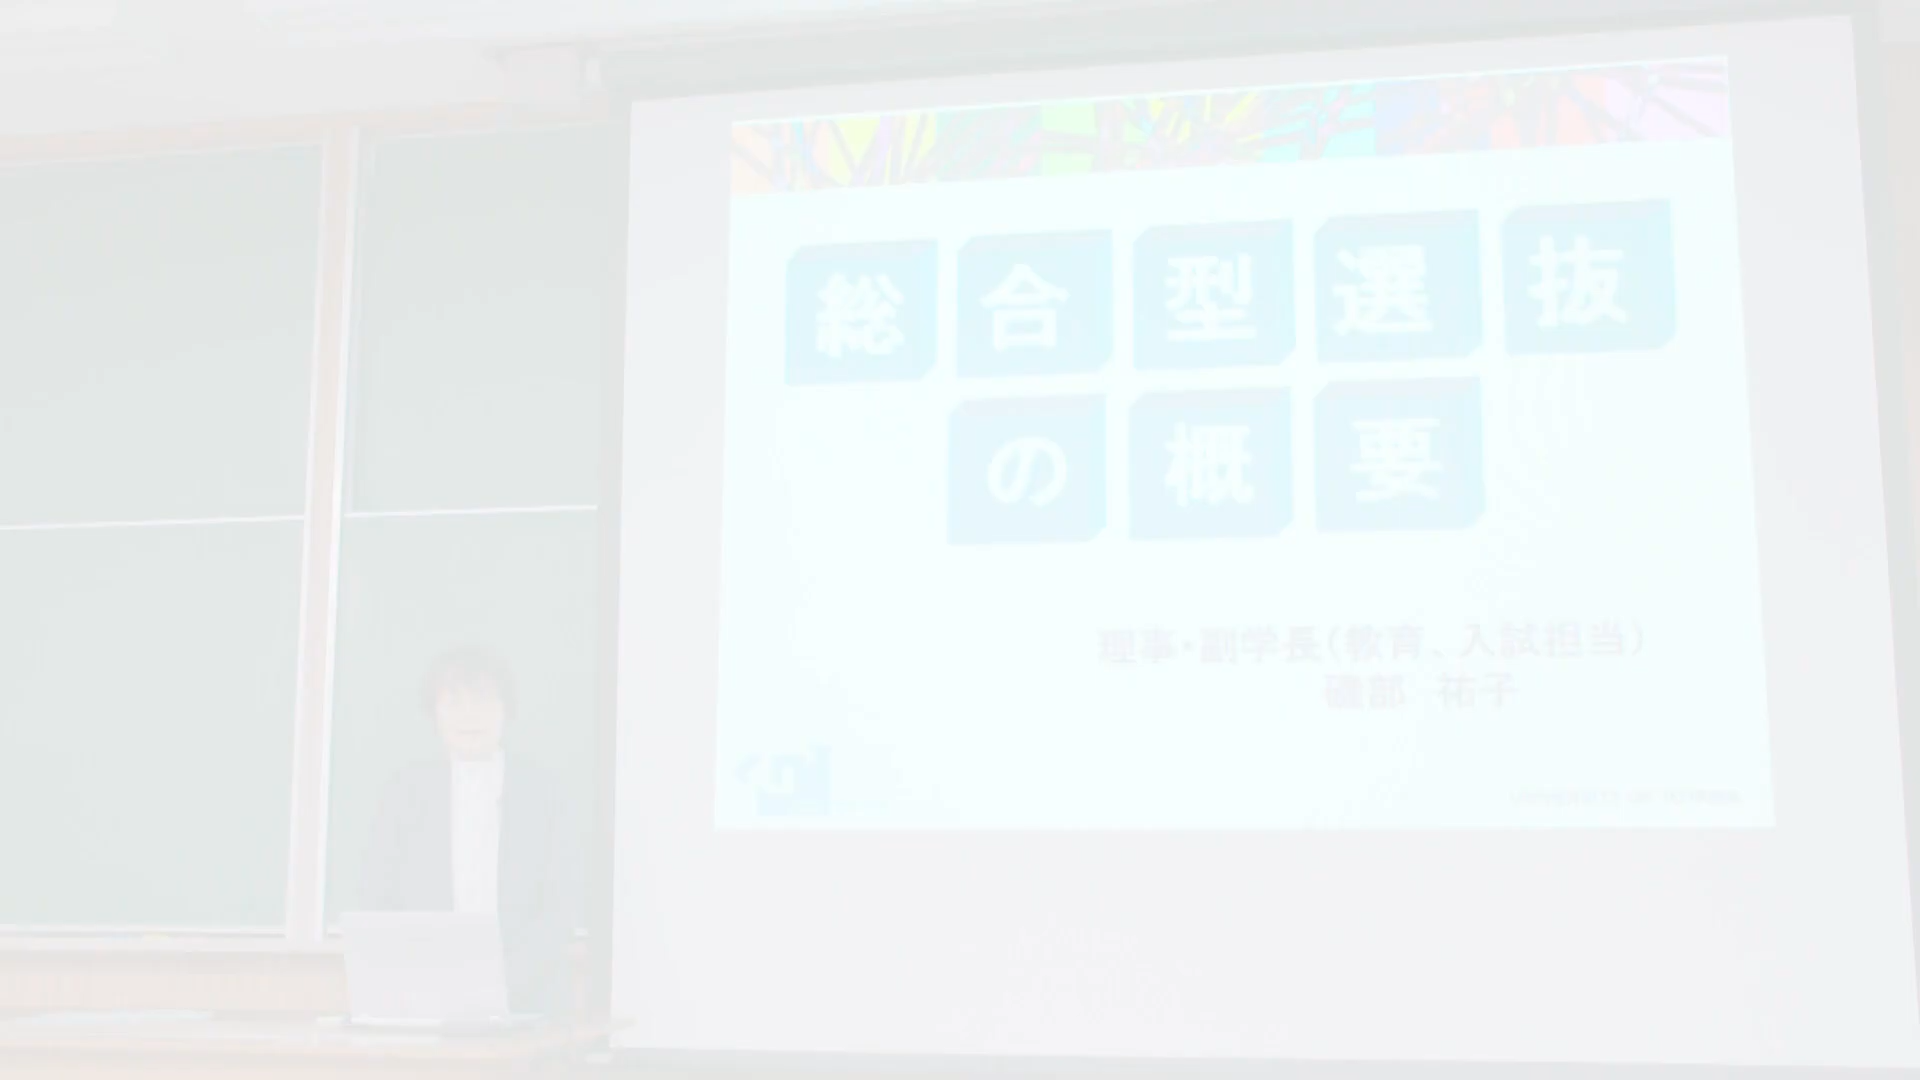 総合型選抜
の概要
理事・副学長(教育、入試担当)
磯部 祐子